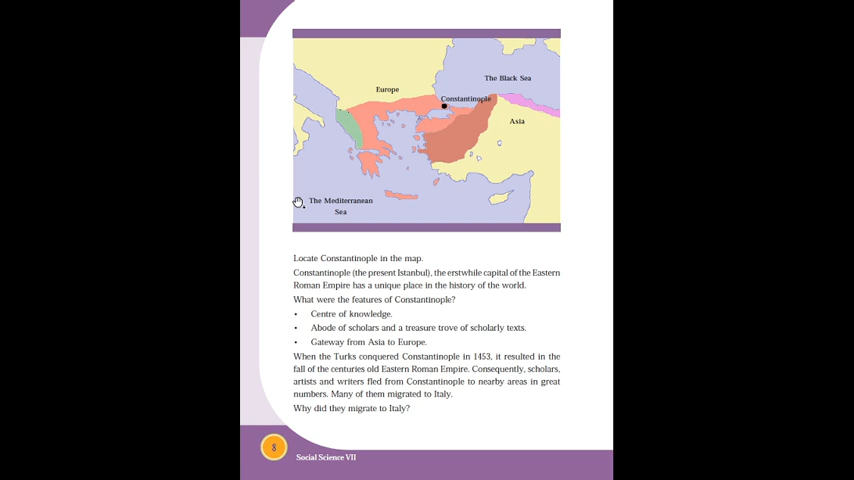 The Black Sea
Europe
Constantinople
Asia
The Mediterranean
Sea
Locate Constantinople in the map.
Constantinople (the present Istanbul), the erstwhile capital of the Eastern
Roman Empire has a unique place in the history of the world.
What were the features of Constantinople?
• Centre of knowledge.
• Abode of scholars and a treasure trove of scholarly texts.
• Gateway from Asia to Europe.
When the Turks conquered Constantinople in 1453, it resulted in the
fall of the centuries old Eastern Roman Empire. Consequently, scholars,
artists and writers fled from Constantinople to nearby areas in great
numbers. Many of them migrated to Italy.
Why did they migrate to Italy?
8
Social Science VII